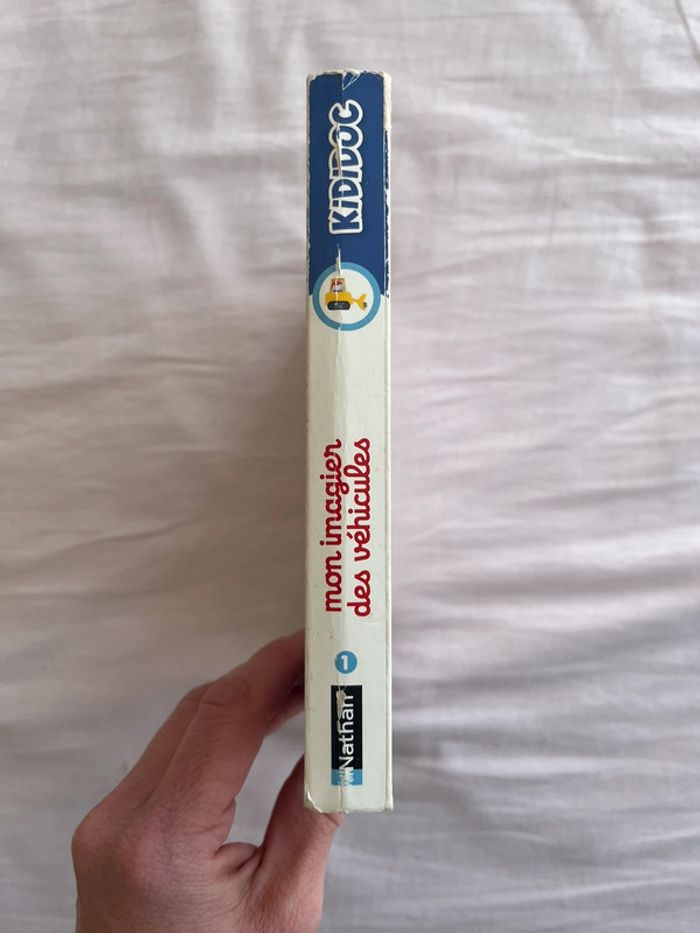 KiDiDOC
mon imagier
des véhicules
1
Nathan